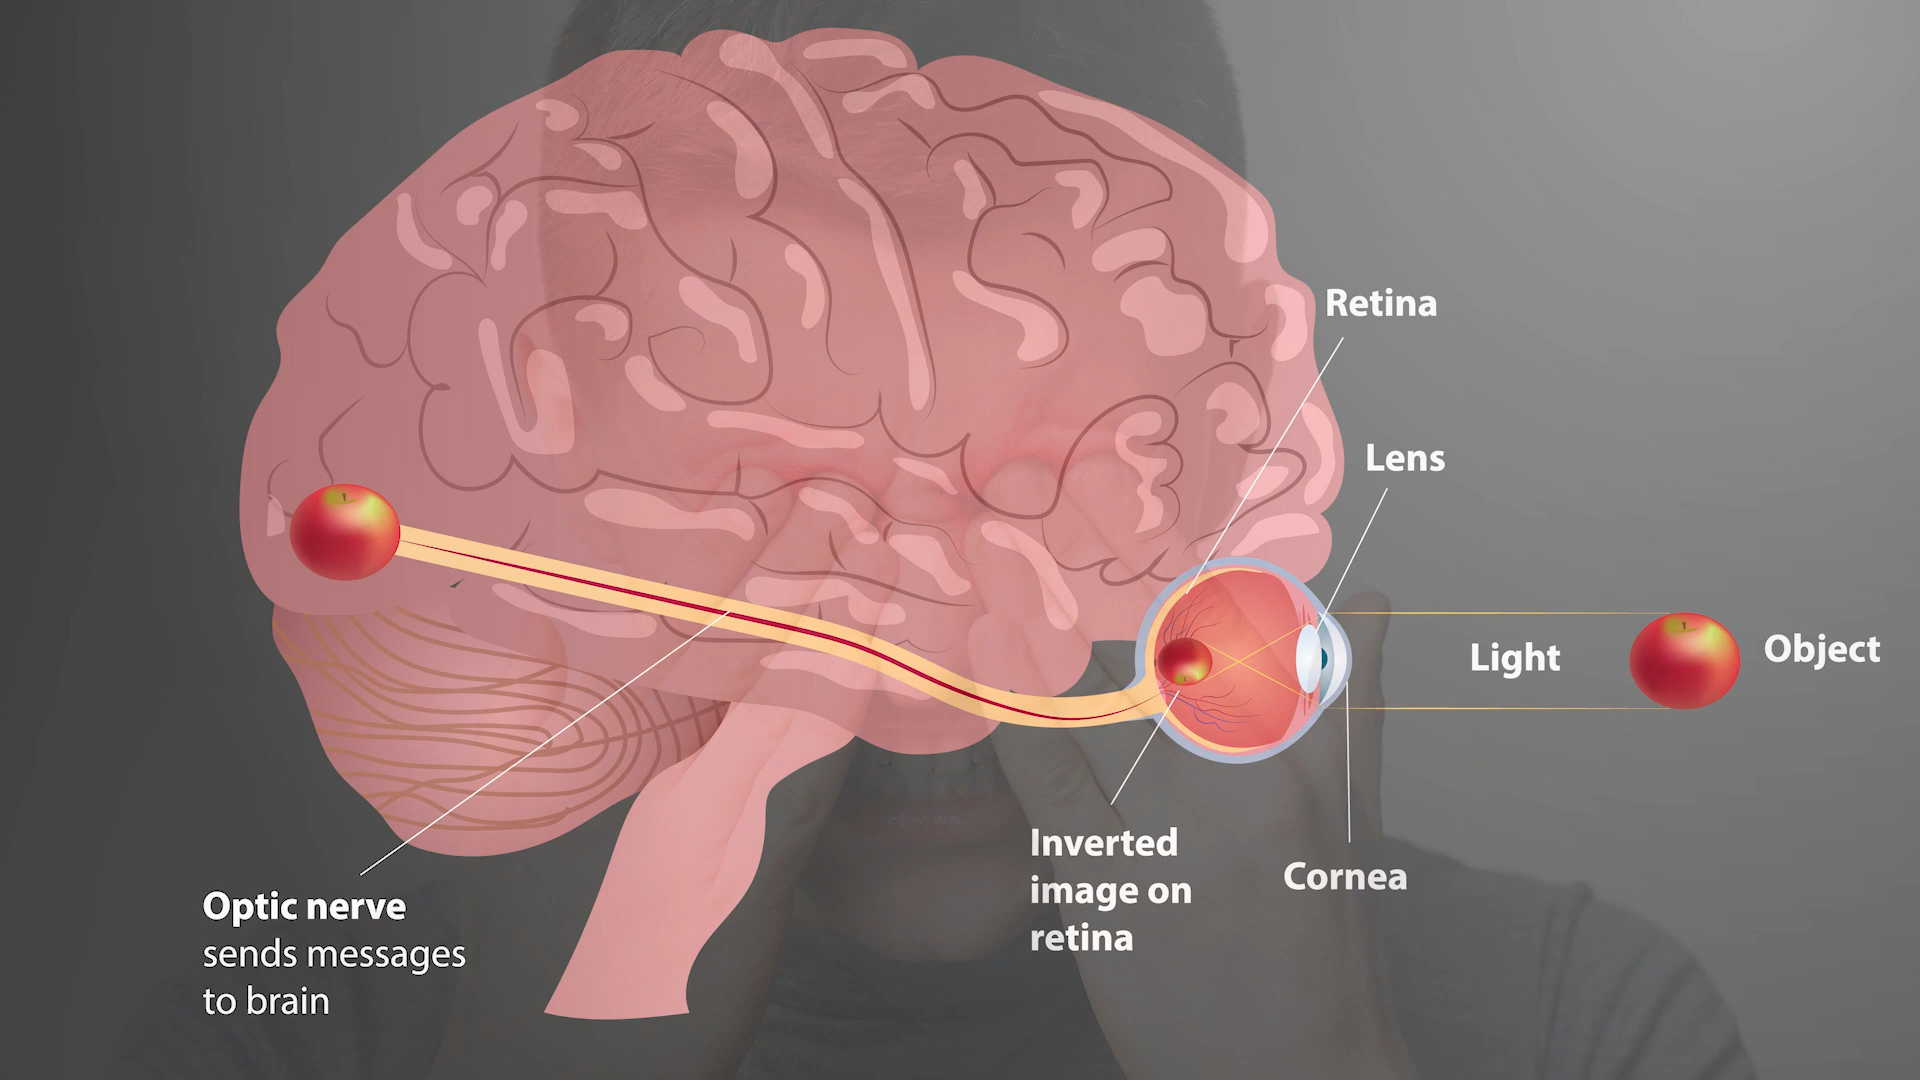 Retina
Lens
Light
Object
Inverted
image on
retina
Cornea
Optic nerve
sends messages
to brain